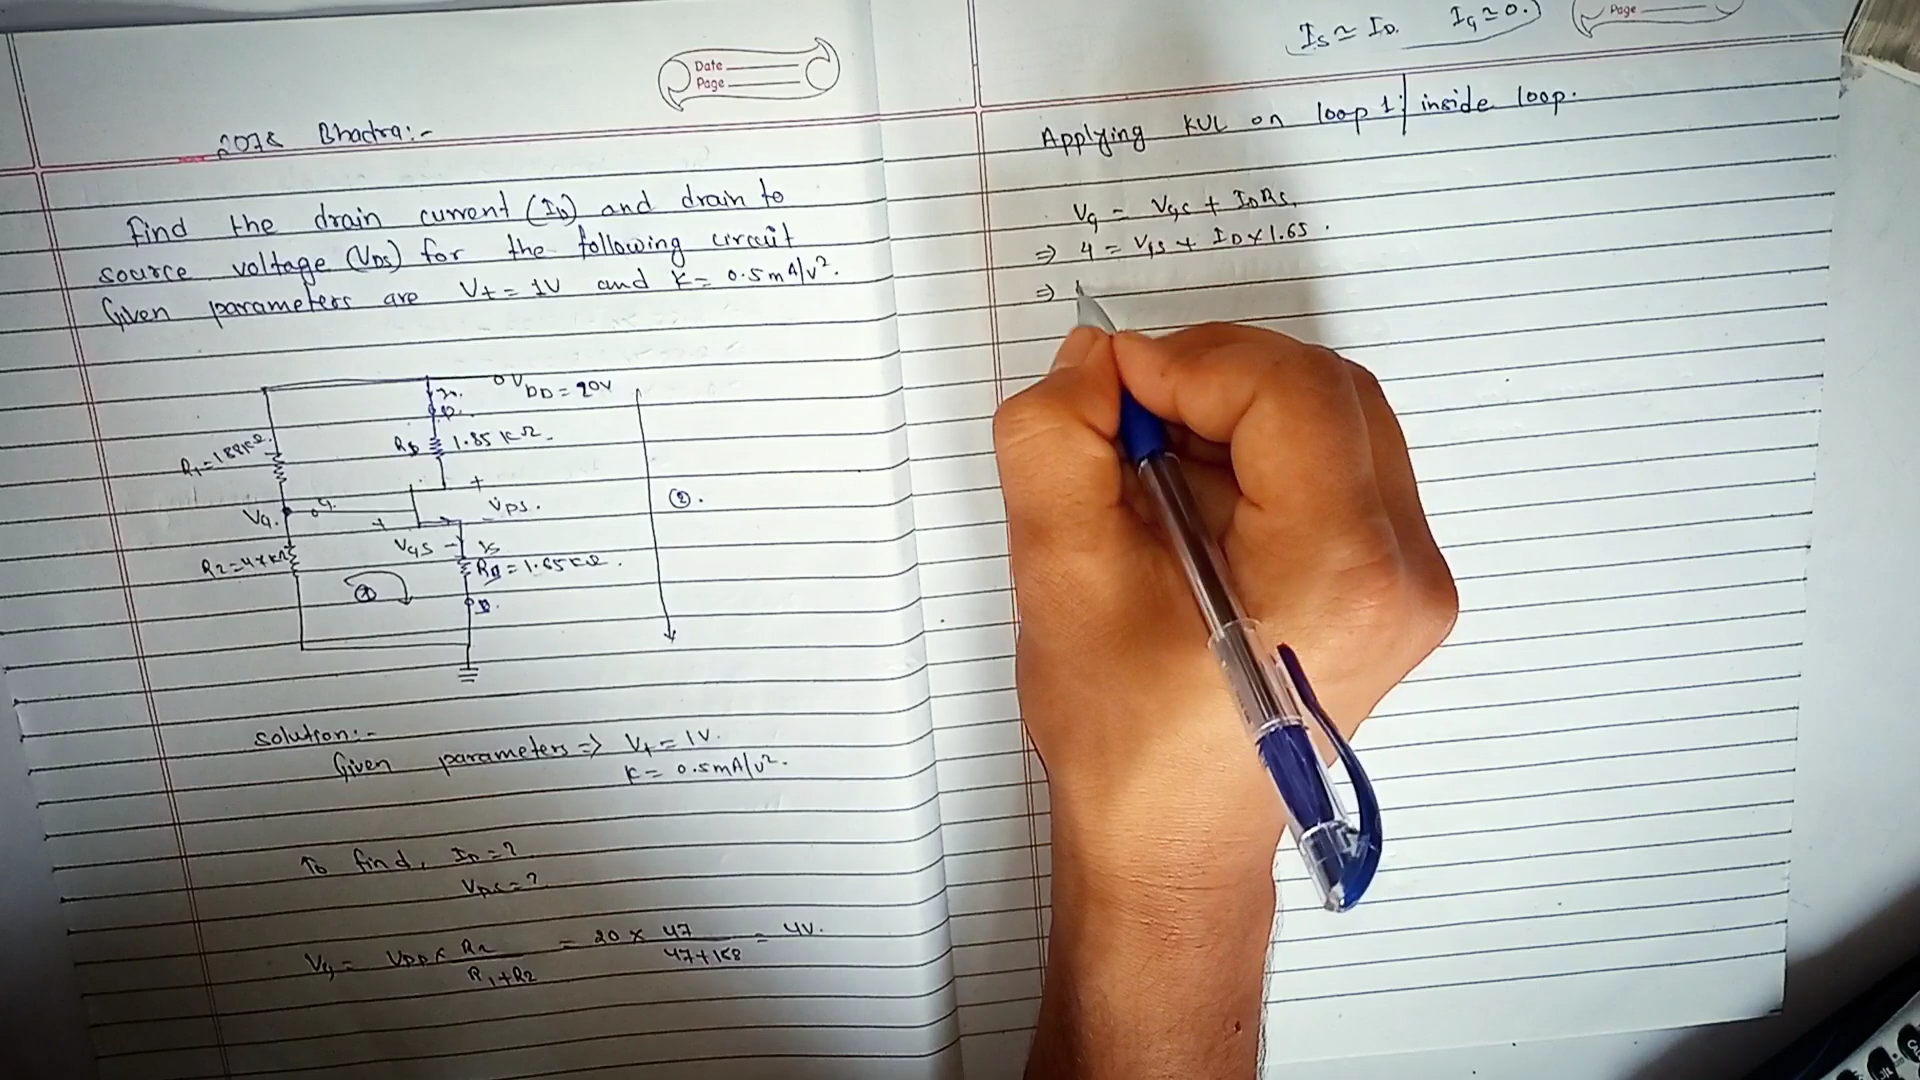 Date
Page
2078 Bhadra:-
Find the drain current (ID) and drain to
source voltage (VDS) for the following circuit
Given parameters are Vt = 1V and K = 0.5mA/V².
VDD = 20V
R1 = 188KΩ
RD 1.85 KΩ
+
VDS.
VG.
G
+
VGS -
R2 = 47KΩ
RS = 1.65KΩ.
①
②.
Solution:-
Given parameters => Vt = 1V.
K = 0.5mA/V².
To find, ID = ?
VDS = ?
VG = VDD × R2 / R1 + R2 = 20 × 47 / 47+188 = 4V.
Page
IS ≃ ID. IG ≃ 0.
Applying KVL on loop 1 / inside loop.
VG = VGS + IDRS.
=> 4 = VGS + ID × 1.65.
=>